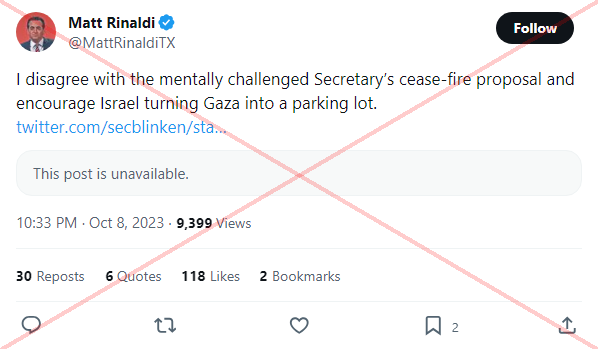 Matt Rinaldi
@MattRinaldiTX
Follow
I disagree with the mentally challenged Secretary's cease-fire proposal and
encourage Israel turning Gaza into a parking lot.
twitter.com/secblinken/sta...
This post is unavailable.
10:33 PM · Oct 8, 2023 · 9,399 Views
30 Reposts 6 Quotes 118 Likes 2 Bookmarks
2